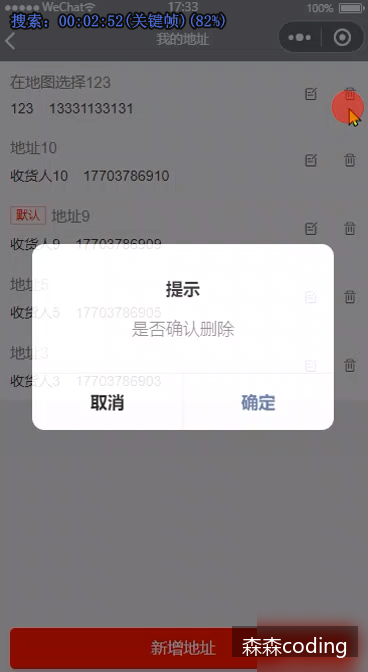 WeChat 17:33 100%
搜索: 00:02:52(关键帧)(82%)
我的地址
在地图选择123
123 13331133131
地址10
收货人10 17703786910
默认 地址9
收货人9 17703786909
地址5
收货人5 17703786905
地址3
收货人3 17703786903
提示
是否确认删除
取消 确定
新增地址
森森coding